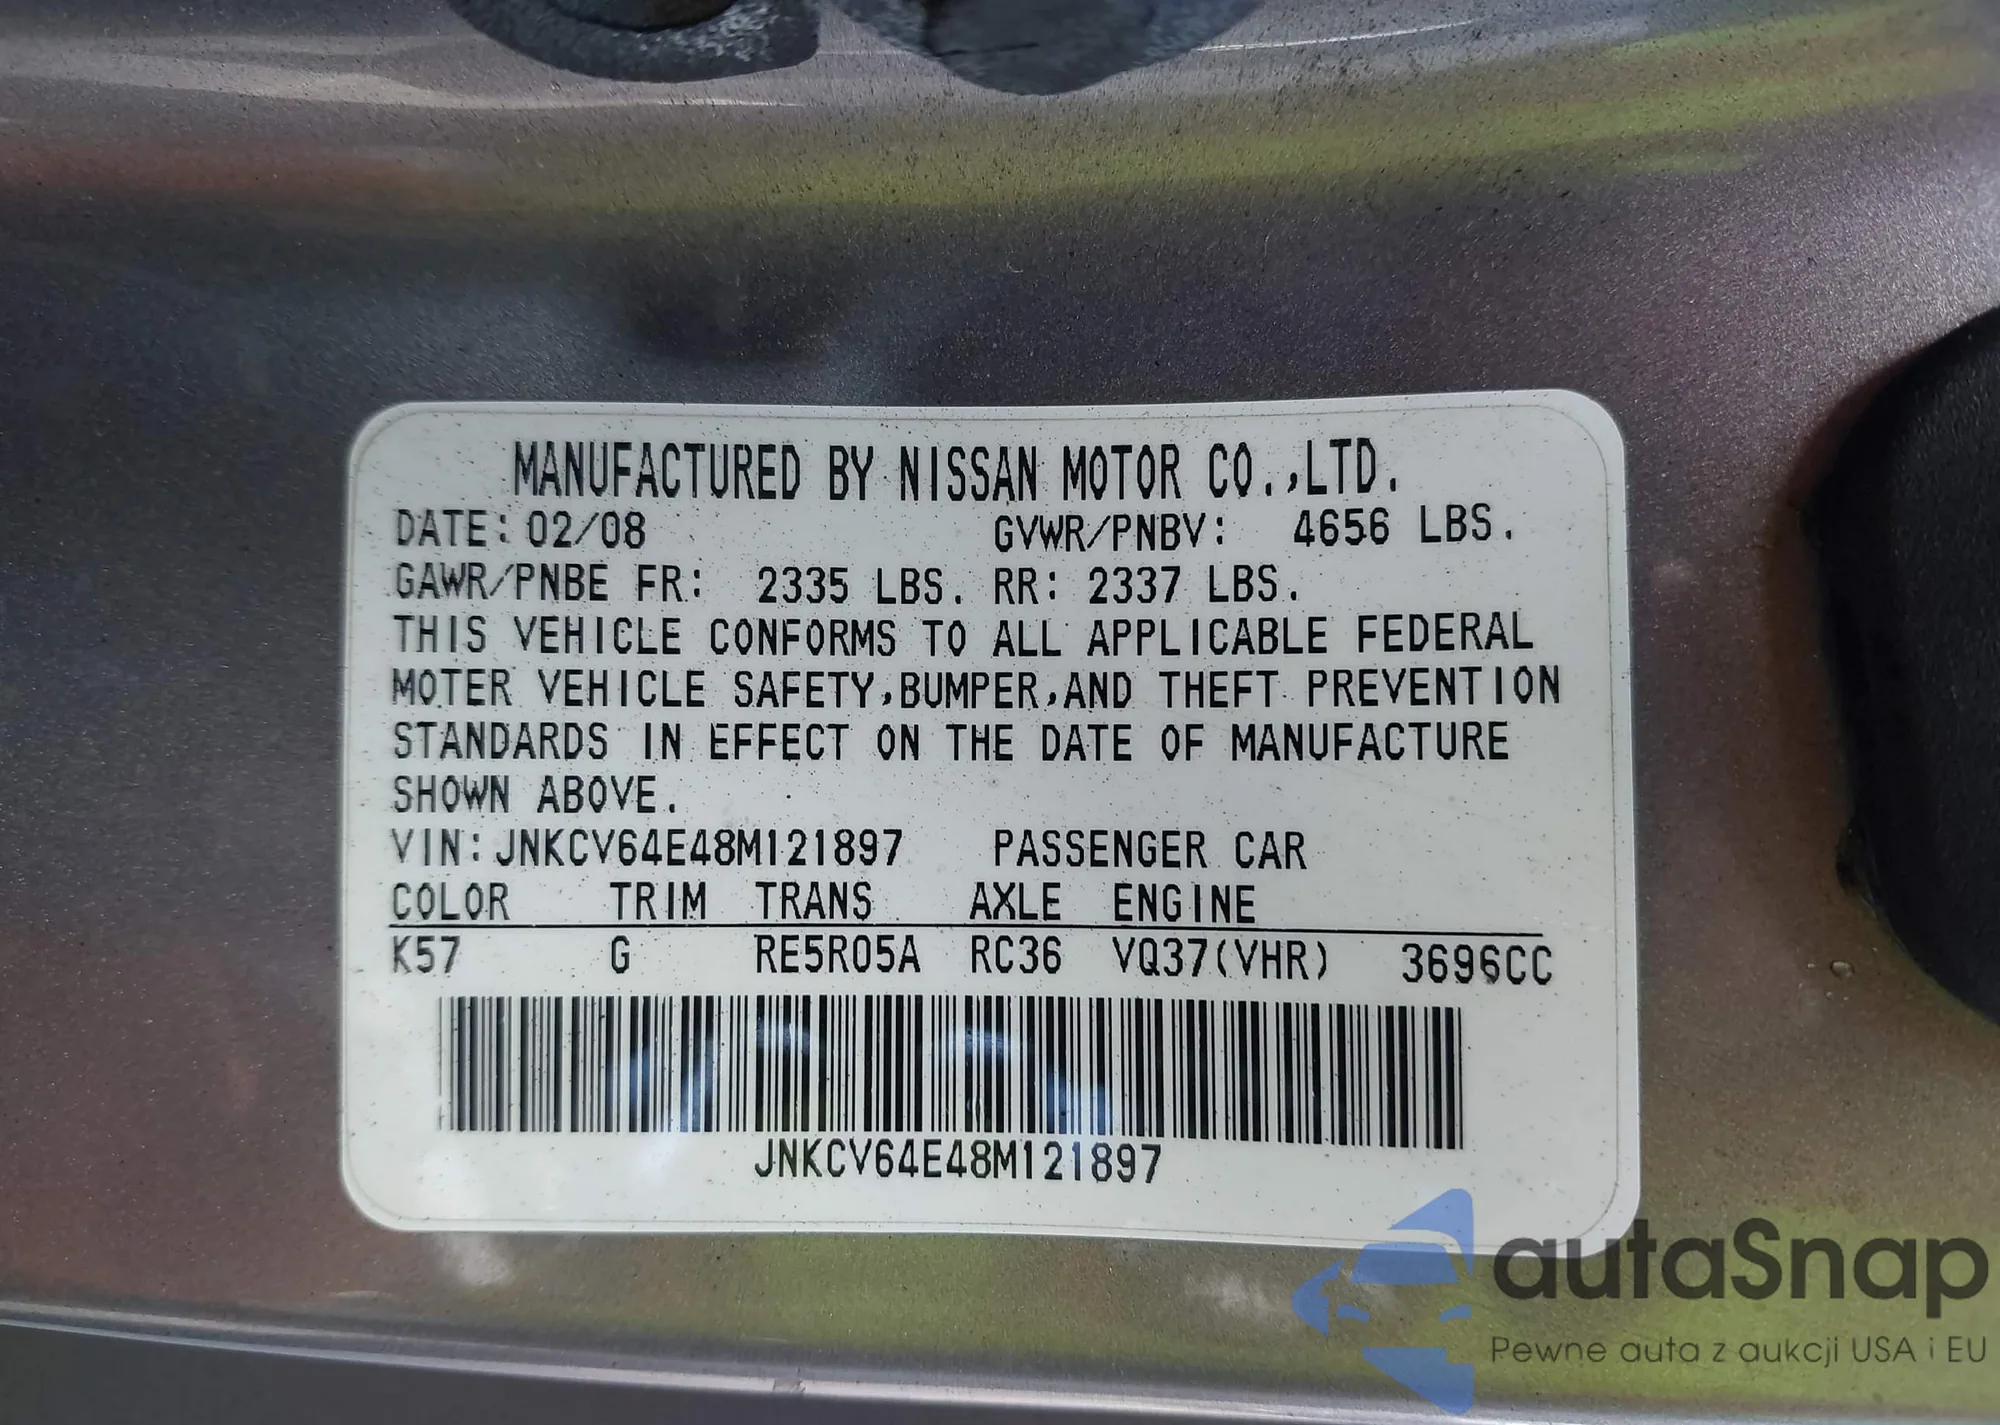 MANUFACTURED BY NISSAN MOTOR CO.,LTD.
DATE: 02/08 GVWR/PNBV: 4656 LBS.
GAWR/PNBE FR: 2335 LBS. RR: 2337 LBS.
THIS VEHICLE CONFORMS TO ALL APPLICABLE FEDERAL
MOTER VEHICLE SAFETY,BUMPER,AND THEFT PREVENTION
STANDARDS IN EFFECT ON THE DATE OF MANUFACTURE
SHOWN ABOVE.
VIN:JNKCV64E48M121897 PASSENGER CAR
COLOR TRIM TRANS AXLE ENGINE
K57 G RE5R05A RC36 VQ37(VHR) 3696CC
JNKCV64E48M121897
autaSnap
Pewne auta z aukcji USA i EU